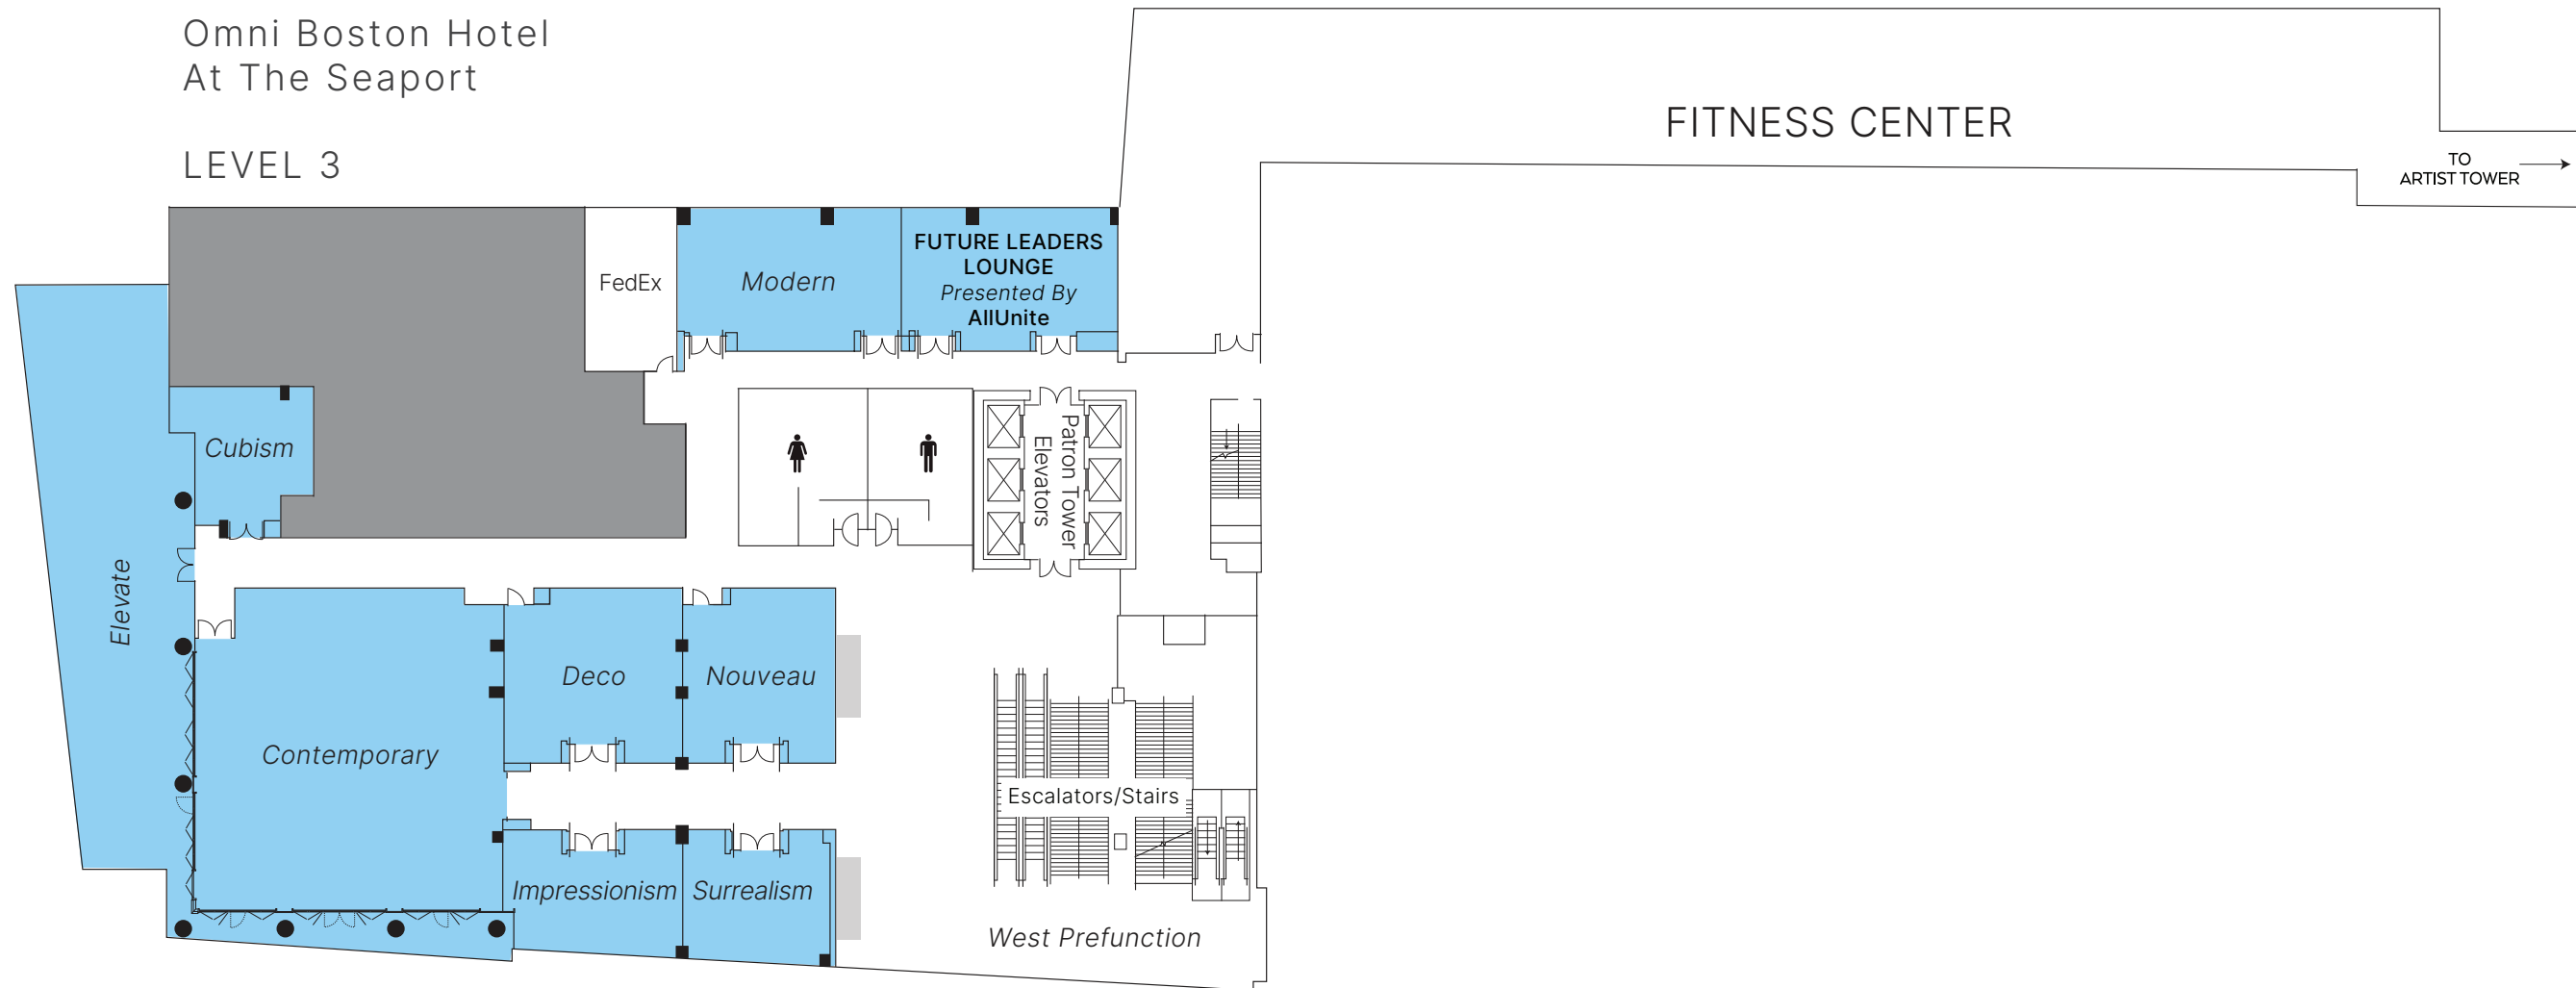 Omni Boston Hotel
At The Seaport
LEVEL 3
FITNESS CENTER
TO
ARTIST TOWER
FedEx
Modern
FUTURE LEADERS
LOUNGE
Presented By
AllUnite
Cubism
Patron Tower
Elevators
Elevate
Deco
Nouveau
Contemporary
Escalators/Stairs
Impressionism
Surrealism
West Prefunction